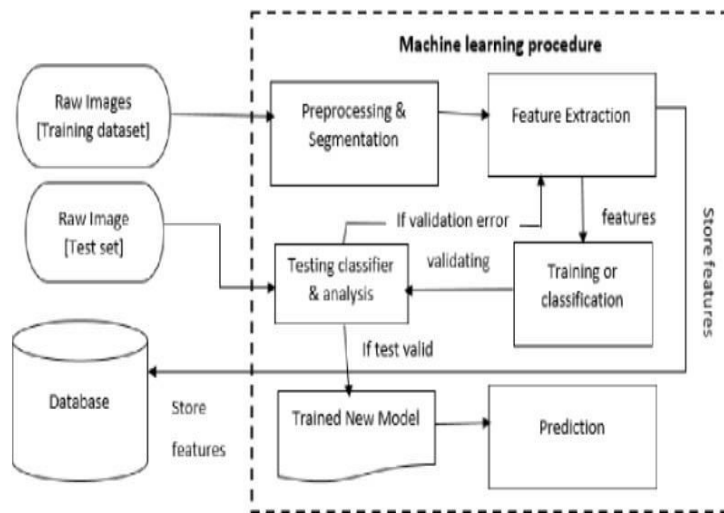 Machine learning procedure
Raw Images
[Training dataset]
Preprocessing &
Segmentation
Feature Extraction
Raw Image
[Test set]
If validation error
features
Store features
Testing classifier
& analysis
validating
Training or
classification
If test valid
Database
Store
features
Trained New Model
Prediction